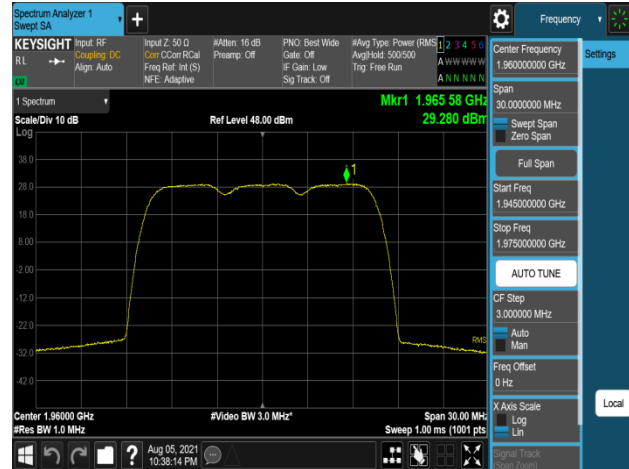 Spectrum Analyzer 1
Swept SA
+
Frequency
KEYSIGHT
RL
LV
Input: RF
Coupling: DC
Align: Auto
Input Z: 50 Ω
Corr CCorr RCal
Freq Ref: Int (S)
NFE: Adaptive
#Atten: 16 dB
Preamp: Off
PNO: Best Wide
Gate: Off
IF Gain: Low
Sig Track: Off
#Avg Type: Power (RMS
Avg|Hold: 500/500
Trig: Free Run
1 2 3 4 5 6
A W W W W W
A N N N N N
1 Spectrum
Scale/Div 10 dB
Log
Ref Level 48.00 dBm
Mkr1 1.965 58 GHz
29.280 dBm
38.0
28.0
18.0
8.00
-2.00
-12.0
-22.0
-32.0
-42.0
1
RMS
Center 1.96000 GHz
#Res BW 1.0 MHz
#Video BW 3.0 MHz*
Span 30.00 MHz
Sweep 1.00 ms (1001 pts
?
Aug 05, 2021
10:38:14 PM
Center Frequency
1.960000000 GHz
Settings
Span
30.0000000 MHz
Swept Span
Zero Span
Full Span
Start Freq
1.945000000 GHz
Stop Freq
1.975000000 GHz
AUTO TUNE
CF Step
3.000000 MHz
Auto
Man
Freq Offset
0 Hz
X Axis Scale
Log
Lin
Local
Signal Track
(Span Zoom)